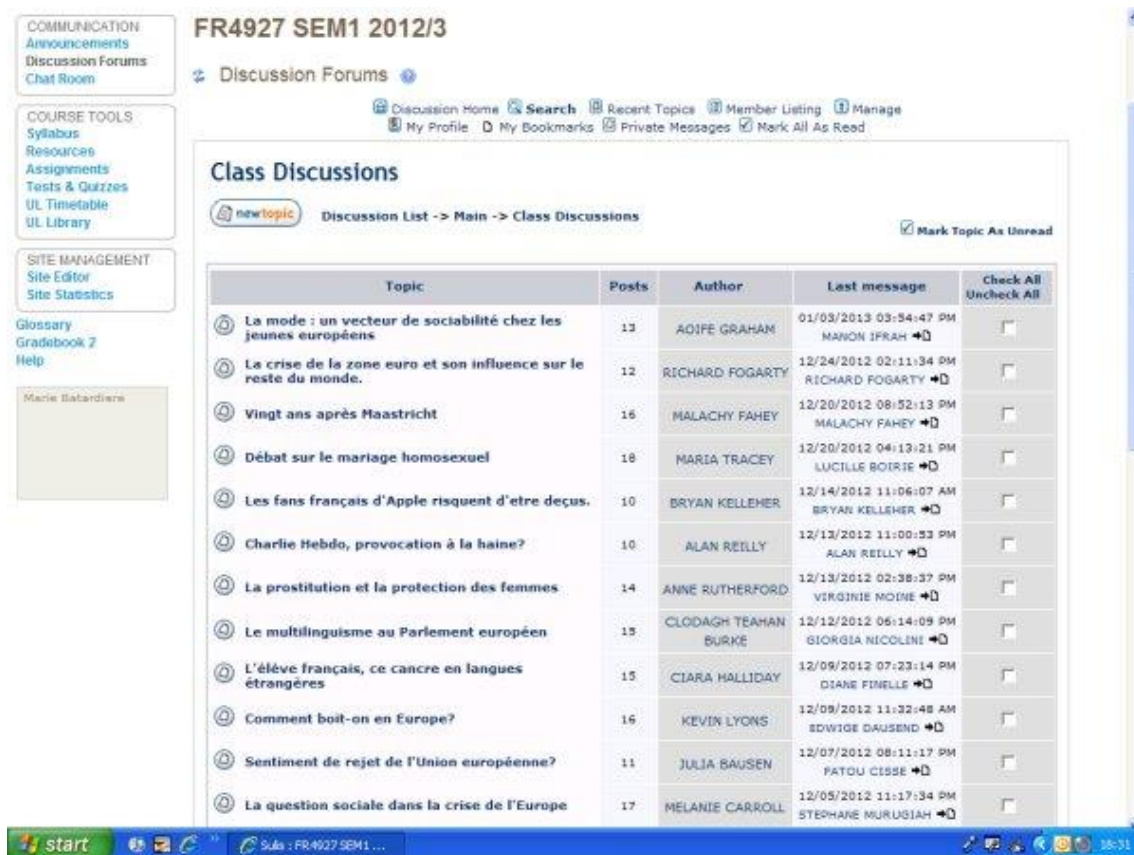 COMMUNICATION
Announcements
Discussion Forums
Chat Room
COURSE TOOLS
Syllabus
Resources
Assignments
Tests & Quizzes
UL Timetable
UL Library
SITE MANAGEMENT
Site Editor
Site Statistics
Glossary
Gradebook 2
Help
Marie Batardiere
FR4927 SEM1 2012/3
Discussion Forums
Discussion Home Search Recent Topics Member Listing Manage
My Profile My Bookmarks Private Messages Mark All As Read
Class Discussions
newtopic Discussion List -> Main -> Class Discussions
Mark Topic As Unread
Topic Posts Author Last message Check All
Uncheck All
La mode : un vecteur de sociabilité chez les
jeunes européens
13 AOIFE GRAHAM 01/03/2013 03:54:47 PM
MANON IFRAH
La crise de la zone euro et son influence sur le
reste du monde.
12 RICHARD FOGARTY 12/24/2012 02:11:34 PM
RICHARD FOGARTY
Vingt ans après Maastricht 16 MALACHY FAHEY 12/20/2012 08:52:13 PM
MALACHY FAHEY
Débat sur le mariage homosexuel 18 MARIA TRACEY 12/20/2012 04:13:21 PM
LUCILLE BOIRIE
Les fans français d'Apple risquent d'etre deçus. 10 BRYAN KELLEHER 12/14/2012 11:06:07 AM
BRYAN KELLEHER
Charlie Hebdo, provocation à la haine? 10 ALAN REILLY 12/13/2012 11:00:53 PM
ALAN REILLY
La prostitution et la protection des femmes 14 ANNE RUTHERFORD 12/13/2012 02:38:37 PM
VIRGINIE MOINE
Le multilinguisme au Parlement européen 15 CLODAGH TEAHAN
BURKE
12/12/2012 06:14:09 PM
GIORGIA NICOLINI
L'élève français, ce cancre en langues
étrangères
15 CIARA HALLIDAY 12/09/2012 07:23:14 PM
DIANE FINELLE
Comment boit-on en Europe? 16 KEVIN LYONS 12/09/2012 11:32:48 AM
EDWIGE DAUSEND
Sentiment de rejet de l'Union européenne? 11 JULIA BAUSEN 12/07/2012 08:11:17 PM
FATOU CISSE
La question sociale dans la crise de l'Europe 17 MELANIE CARROLL 12/05/2012 11:17:34 PM
STEPHANE MURUGIAH
start Sulis : FR4927 SEM1 ... 18:31